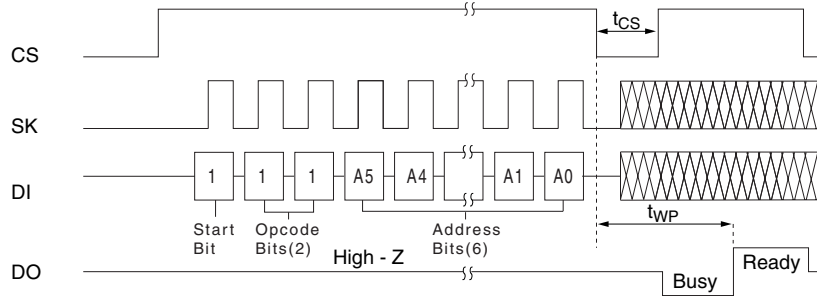 CS
tCS
SK
DI
1 1 1 A5 A4 A1 A0
Start Bit
Opcode Bits(2)
Address Bits(6)
tWP
High - Z
DO
Busy
Ready